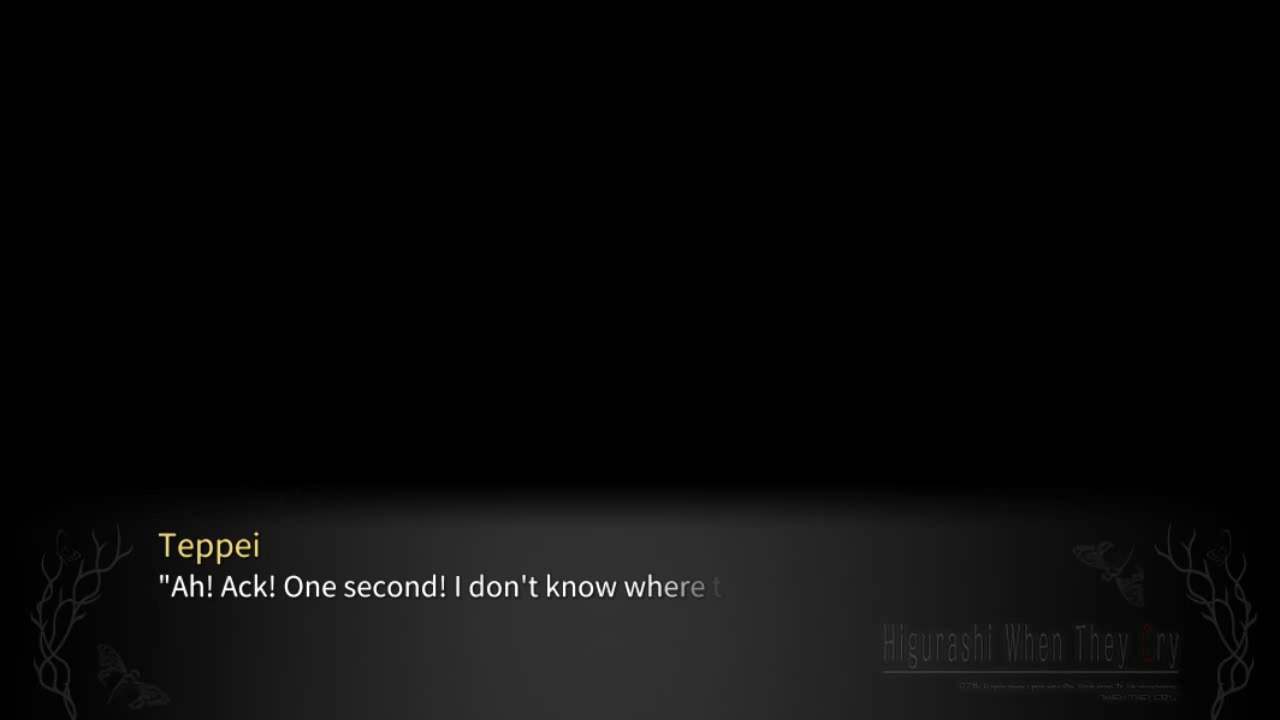 Teppei
"Ah! Ack! One second! I don't know where t
Higurashi When They Cry